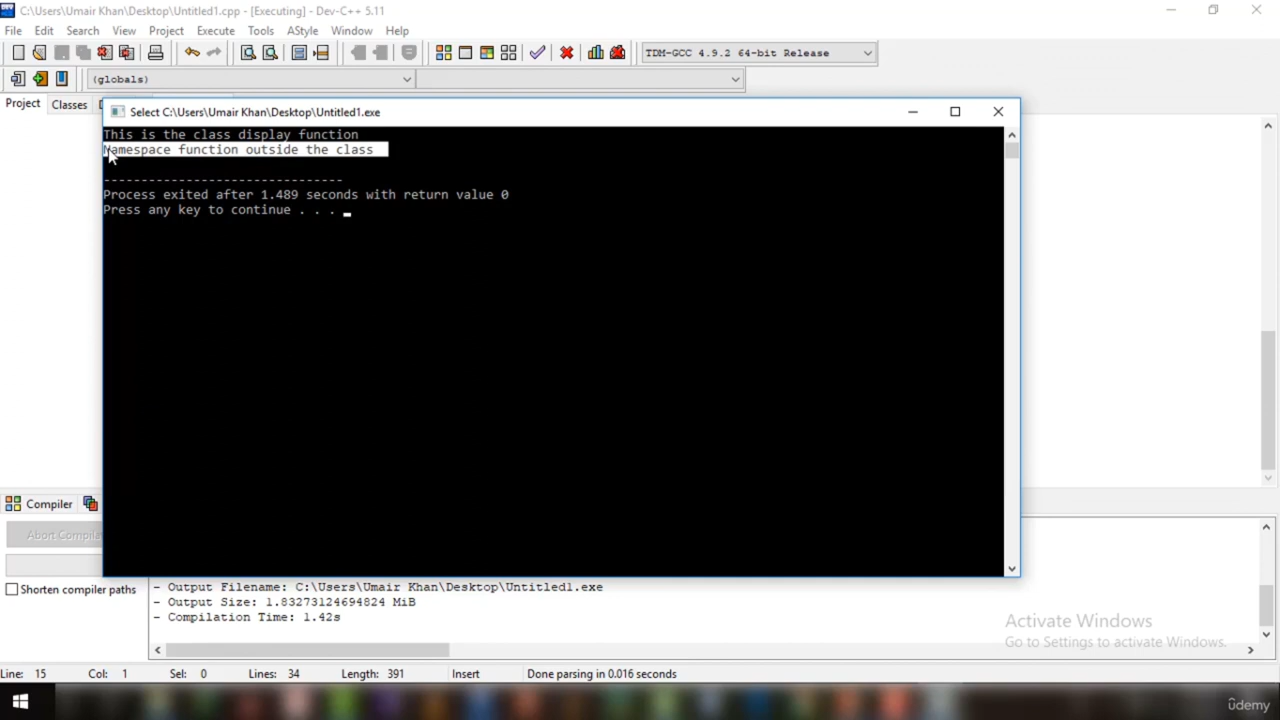 C:\Users\Umair Khan\Desktop\Untitled1.cpp - [Executing] - Dev-C++ 5.11
File Edit Search View Project Execute Tools AStyle Window Help
TDM-GCC 4.9.2 64-bit Release
(globals)
Project Classes
Select C:\Users\Umair Khan\Desktop\Untitled1.exe
This is the class display function
Namespace function outside the class
--------------------------------
Process exited after 1.489 seconds with return value 0
Press any key to continue . . .
Compiler
Abort
Shorten compiler paths
- Output Filename: C:\Users\Umair Khan\Desktop\Untitled1.exe
- Output Size: 1.83273124694824 MiB
- Compilation Time: 1.42s
Activate Windows
Go to Settings to activate Windows.
Line: 15 Col: 1 Sel: 0 Lines: 34 Length: 391 Insert Done parsing in 0.016 seconds
ûdemy